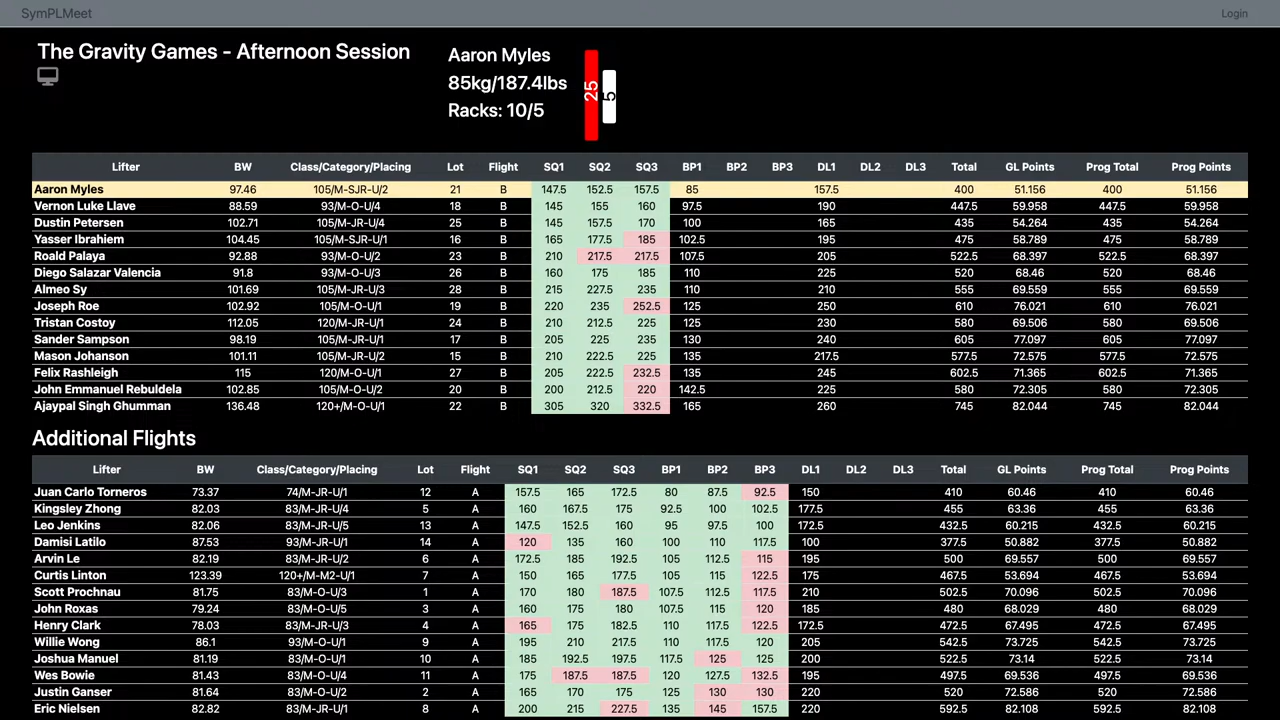 SymPLMeet Login
The Gravity Games - Afternoon Session
Aaron Myles
85kg/187.4lbs
Racks: 10/5
25
5
Lifter BW Class/Category/Placing Lot Flight SQ1 SQ2 SQ3 BP1 BP2 BP3 DL1 DL2 DL3 Total GL Points Prog Total Prog Points
Aaron Myles 97.46 105/M-SJR-U/2 21 B 147.5 152.5 157.5 85 157.5 400 51.156 400 51.156
Vernon Luke Llave 88.59 93/M-O-U/4 18 B 145 155 160 97.5 190 447.5 59.958 447.5 59.958
Dustin Petersen 102.71 105/M-JR-U/4 25 B 145 157.5 170 100 165 435 54.264 435 54.264
Yasser Ibrahiem 104.45 105/M-SJR-U/1 16 B 165 177.5 185 102.5 195 475 58.789 475 58.789
Roald Palaya 92.88 93/M-O-U/2 23 B 210 217.5 217.5 107.5 205 522.5 68.397 522.5 68.397
Diego Salazar Valencia 91.8 93/M-O-U/3 26 B 160 175 185 110 225 520 68.46 520 68.46
Almeo Sy 101.69 105/M-JR-U/3 28 B 215 227.5 235 110 210 555 69.559 555 69.559
Joseph Roe 102.92 105/M-O-U/1 19 B 220 235 252.5 125 250 610 76.021 610 76.021
Tristan Costoy 112.05 120/M-JR-U/1 24 B 210 212.5 225 125 230 580 69.506 580 69.506
Sander Sampson 98.19 105/M-JR-U/1 17 B 205 225 235 130 240 605 77.097 605 77.097
Mason Johanson 101.11 105/M-JR-U/2 15 B 210 222.5 225 135 217.5 577.5 72.575 577.5 72.575
Felix Rashleigh 115 120/M-O-U/1 27 B 205 222.5 232.5 135 245 602.5 71.365 602.5 71.365
John Emmanuel Rebuldela 102.85 105/M-O-U/2 20 B 200 212.5 220 142.5 225 580 72.305 580 72.305
Ajaypal Singh Ghumman 136.48 120+/M-O-U/1 22 B 305 320 332.5 165 260 745 82.044 745 82.044
Additional Flights
Lifter BW Class/Category/Placing Lot Flight SQ1 SQ2 SQ3 BP1 BP2 BP3 DL1 DL2 DL3 Total GL Points Prog Total Prog Points
Juan Carlo Torneros 73.37 74/M-JR-U/1 12 A 157.5 165 172.5 80 87.5 92.5 150 410 60.46 410 60.46
Kingsley Zhong 82.03 83/M-JR-U/4 5 A 160 167.5 175 92.5 100 102.5 177.5 455 63.36 455 63.36
Leo Jenkins 82.06 83/M-JR-U/5 13 A 147.5 152.5 160 95 97.5 100 172.5 432.5 60.215 432.5 60.215
Damisi Latilo 87.53 93/M-JR-U/1 14 A 120 135 160 100 110 117.5 100 377.5 50.882 377.5 50.882
Arvin Le 82.19 83/M-JR-U/2 6 A 172.5 185 192.5 105 112.5 115 195 500 69.557 500 69.557
Curtis Linton 123.39 120+/M-M2-U/1 7 A 150 165 177.5 105 115 122.5 175 467.5 53.694 467.5 53.694
Scott Prochnau 81.75 83/M-O-U/3 1 A 170 180 187.5 107.5 112.5 117.5 210 502.5 70.096 502.5 70.096
John Roxas 79.24 83/M-O-U/5 3 A 160 175 180 107.5 115 120 185 480 68.029 480 68.029
Henry Clark 78.03 83/M-JR-U/3 4 A 165 175 182.5 110 117.5 122.5 172.5 472.5 67.495 472.5 67.495
Willie Wong 86.1 93/M-O-U/1 9 A 195 210 217.5 110 117.5 120 205 542.5 73.725 542.5 73.725
Joshua Manuel 81.19 83/M-O-U/1 10 A 185 192.5 197.5 117.5 125 125 200 522.5 73.14 522.5 73.14
Wes Bowie 81.43 83/M-O-U/4 11 A 175 187.5 187.5 120 127.5 132.5 195 497.5 69.536 497.5 69.536
Justin Ganser 81.64 83/M-O-U/2 2 A 165 170 175 125 130 130 220 520 72.586 520 72.586
Eric Nielsen 82.82 83/M-JR-U/1 8 A 200 215 227.5 135 145 157.5 220 592.5 82.108 592.5 82.108